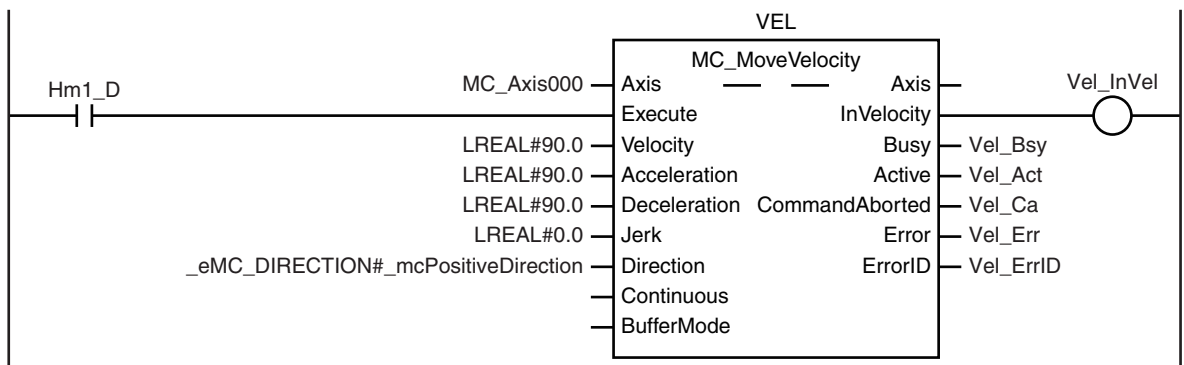 VEL
MC_MoveVelocity
Hm1_D
MC_Axis000 Axis Axis
Vel_InVel
Execute InVelocity
LREAL#90.0 Velocity Busy Vel_Bsy
LREAL#90.0 Acceleration Active Vel_Act
LREAL#90.0 Deceleration CommandAborted Vel_Ca
LREAL#0.0 Jerk Error Vel_Err
_eMC_DIRECTION#_mcPositiveDirection Direction ErrorID Vel_ErrID
Continuous
BufferMode